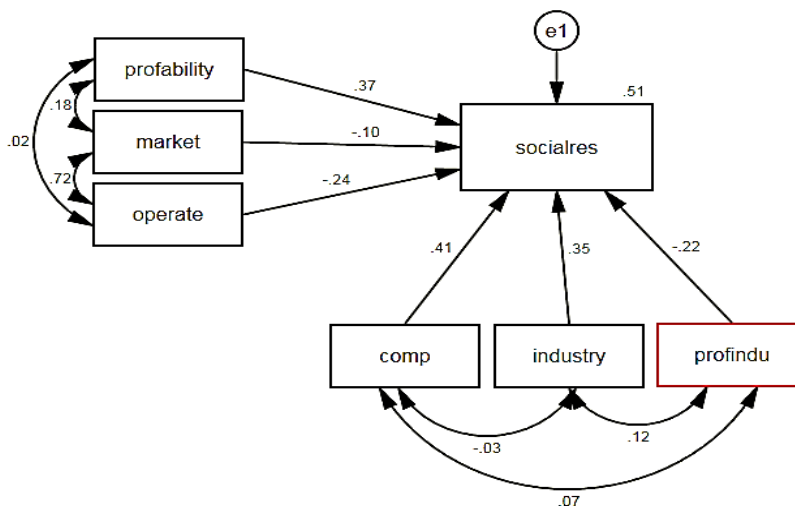 e1
profability
.37
.51
.18
.02
market
-.10
socialres
.72
operate
-.24
.41
.35
-.22
comp
industry
profindu
-.03
.12
.07